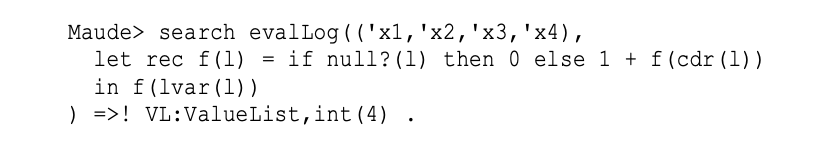 Maude> search evalLog(('x1,'x2,'x3,'x4),
let rec f(l) = if null?(l) then 0 else 1 + f(cdr(l))
in f(lvar(l))
) =>! VL:ValueList,int(4) .